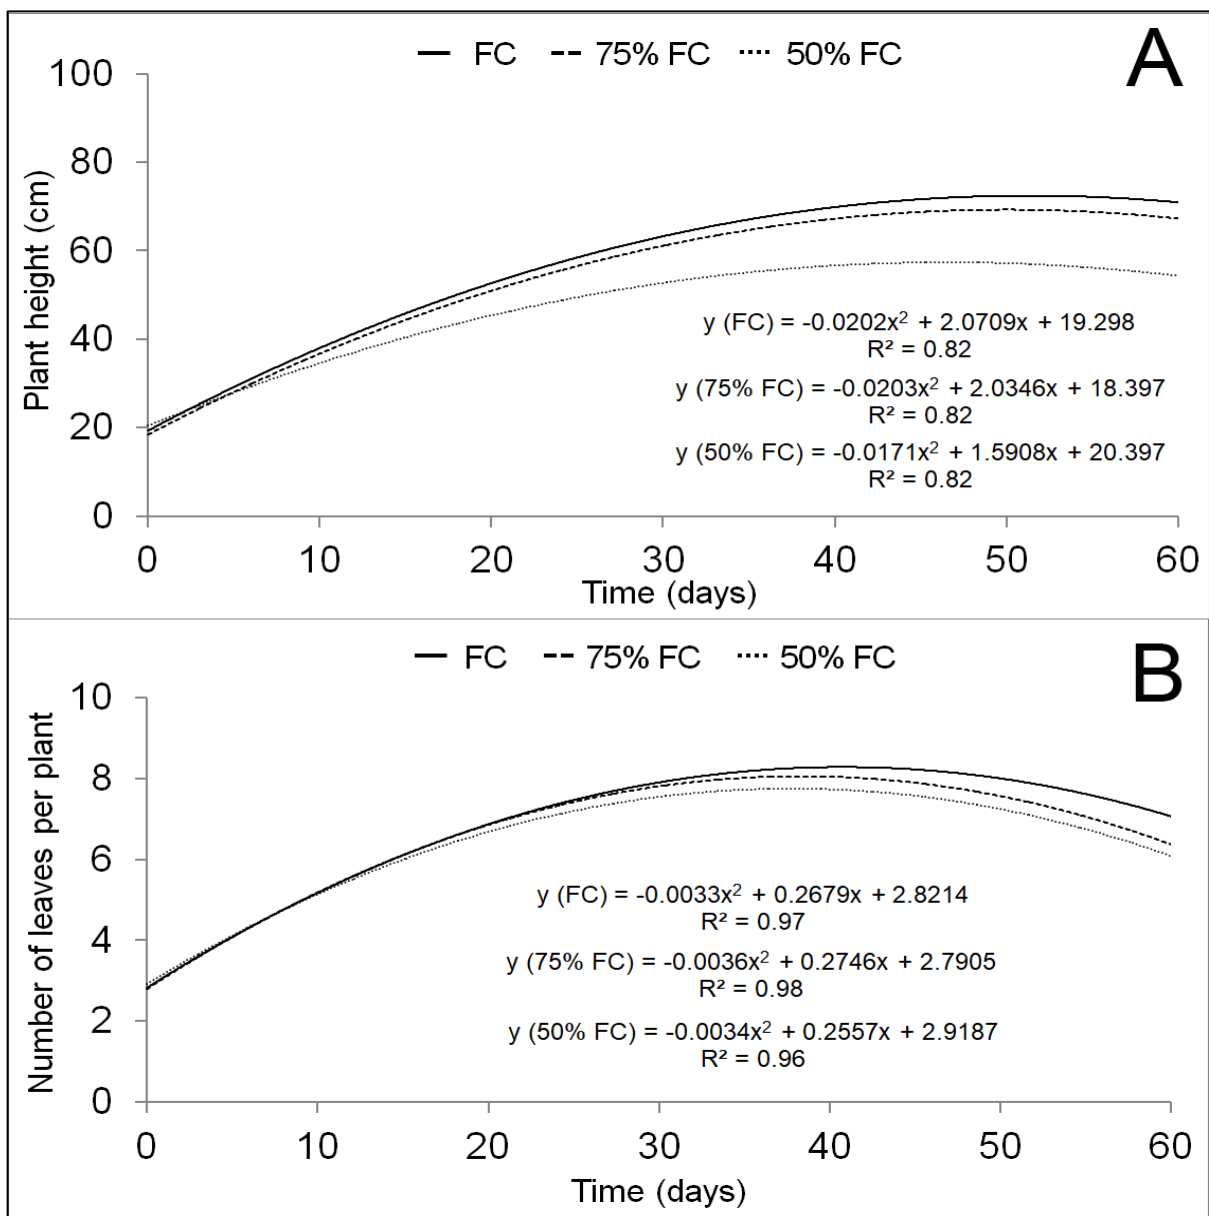 FC 75% FC 50% FC
A
100
80
60
40
20
0
Plant height (cm)
y (FC) = -0.0202x² + 2.0709x + 19.298
R² = 0.82
y (75% FC) = -0.0203x² + 2.0346x + 18.397
R² = 0.82
y (50% FC) = -0.0171x² + 1.5908x + 20.397
R² = 0.82
0 10 20 30 40 50 60
Time (days)
FC 75% FC 50% FC
B
10
8
6
4
2
0
Number of leaves per plant
y (FC) = -0.0033x² + 0.2679x + 2.8214
R² = 0.97
y (75% FC) = -0.0036x² + 0.2746x + 2.7905
R² = 0.98
y (50% FC) = -0.0034x² + 0.2557x + 2.9187
R² = 0.96
0 10 20 30 40 50 60
Time (days)